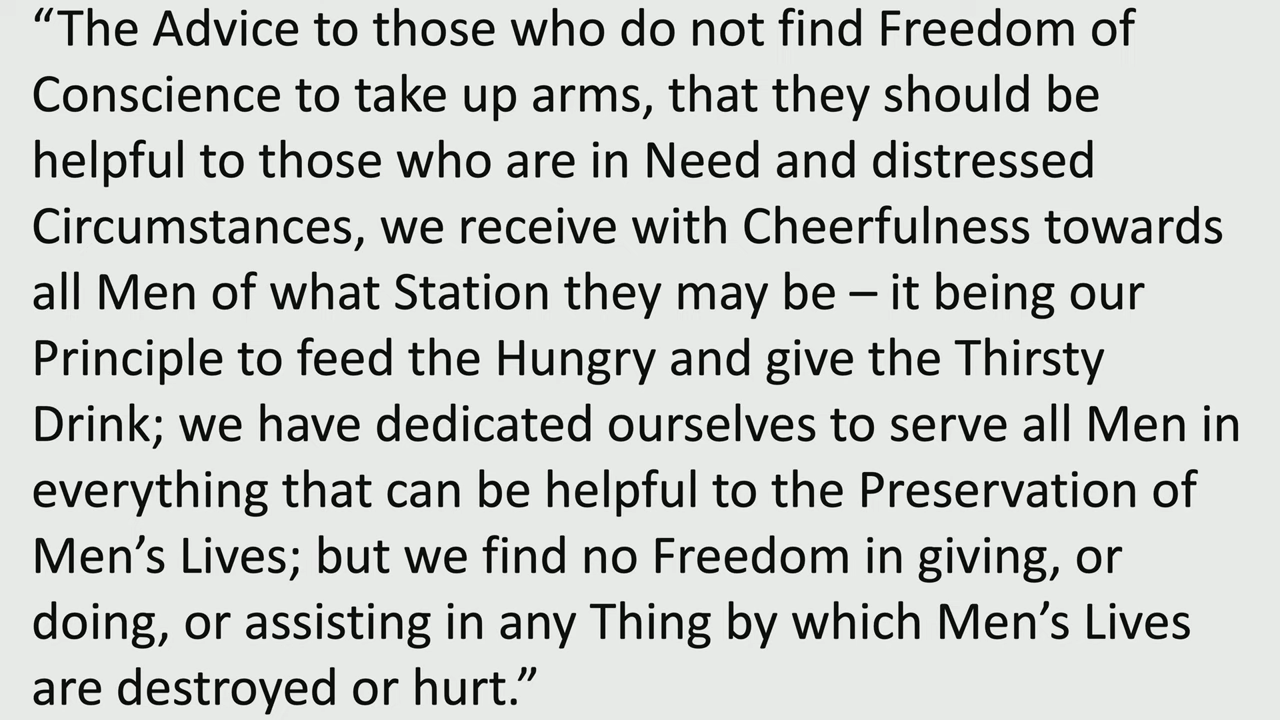 “The Advice to those who do not find Freedom of
Conscience to take up arms, that they should be
helpful to those who are in Need and distressed
Circumstances, we receive with Cheerfulness towards
all Men of what Station they may be – it being our
Principle to feed the Hungry and give the Thirsty
Drink; we have dedicated ourselves to serve all Men in
everything that can be helpful to the Preservation of
Men’s Lives; but we find no Freedom in giving, or
doing, or assisting in any Thing by which Men’s Lives
are destroyed or hurt.”